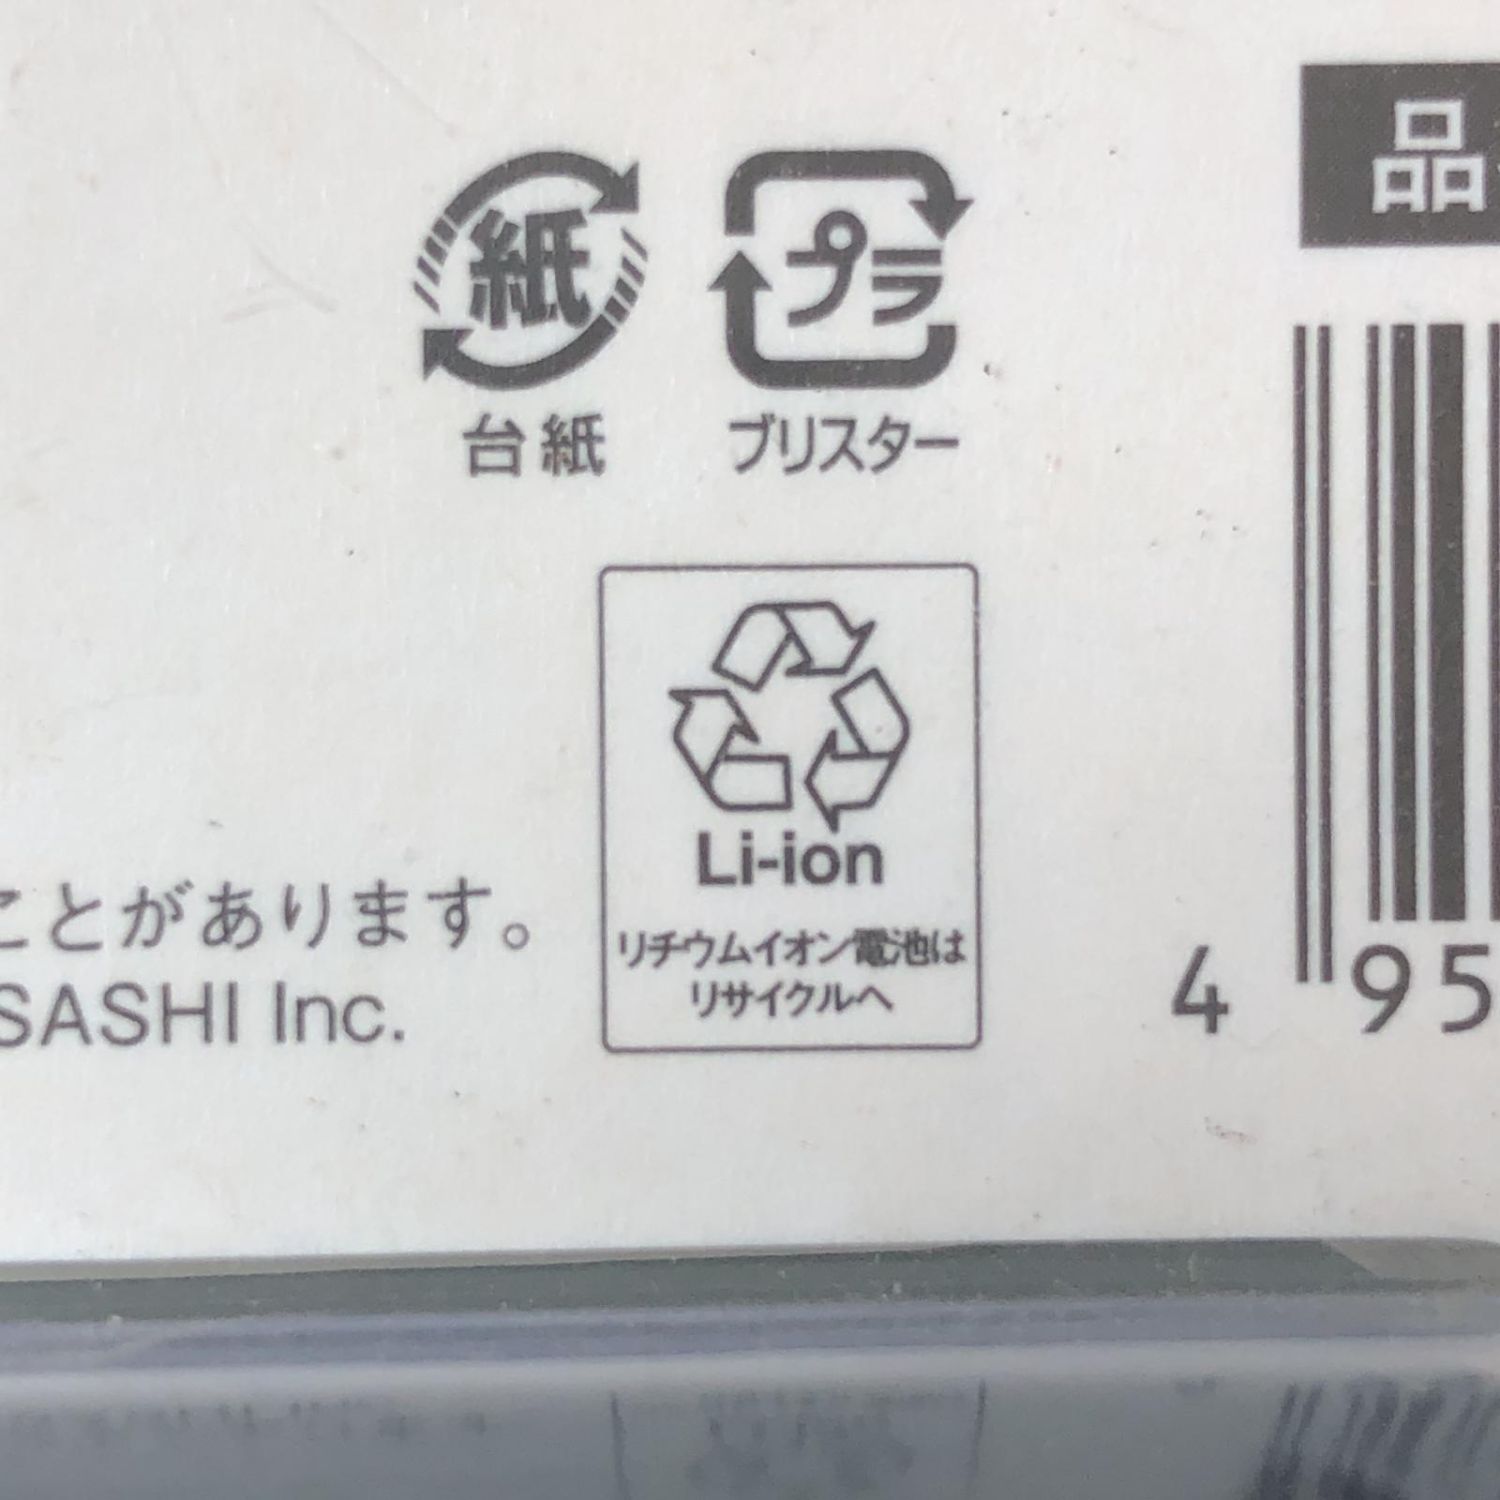 品
紙
プラ
台紙
ブリスター
Li-ion
リチウムイオン電池は
リサイクルへ
ことがあります。
SASHI Inc.
4 95